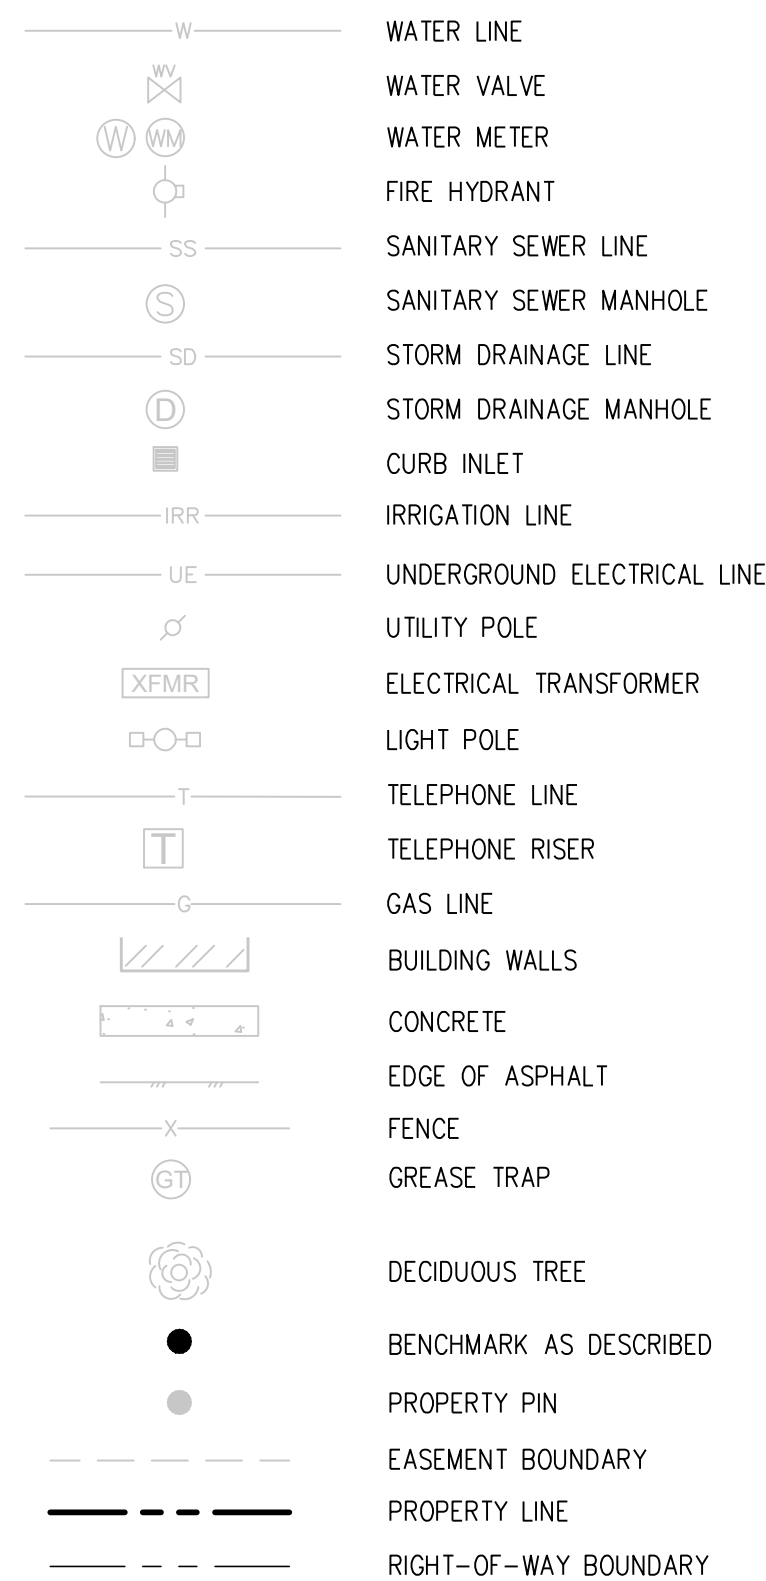 W WATER LINE
WV WATER VALVE
W WM WATER METER
FIRE HYDRANT
SS SANITARY SEWER LINE
S SANITARY SEWER MANHOLE
SD STORM DRAINAGE LINE
D STORM DRAINAGE MANHOLE
CURB INLET
IRR IRRIGATION LINE
UE UNDERGROUND ELECTRICAL LINE
UTILITY POLE
XFMR ELECTRICAL TRANSFORMER
LIGHT POLE
T TELEPHONE LINE
T TELEPHONE RISER
G GAS LINE
BUILDING WALLS
CONCRETE
EDGE OF ASPHALT
X FENCE
GT GREASE TRAP
DECIDUOUS TREE
BENCHMARK AS DESCRIBED
PROPERTY PIN
EASEMENT BOUNDARY
PROPERTY LINE
RIGHT-OF-WAY BOUNDARY